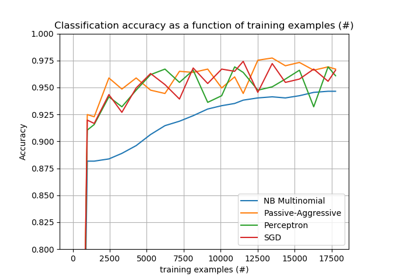 Classification accuracy as a function of training examples (#)
Accuracy
1.000
0.975
0.950
0.925
0.900
0.875
0.850
0.825
0.800
NB Multinomial
Passive-Aggressive
Perceptron
SGD
0 2500 5000 7500 10000 12500 15000 17500
training examples (#)